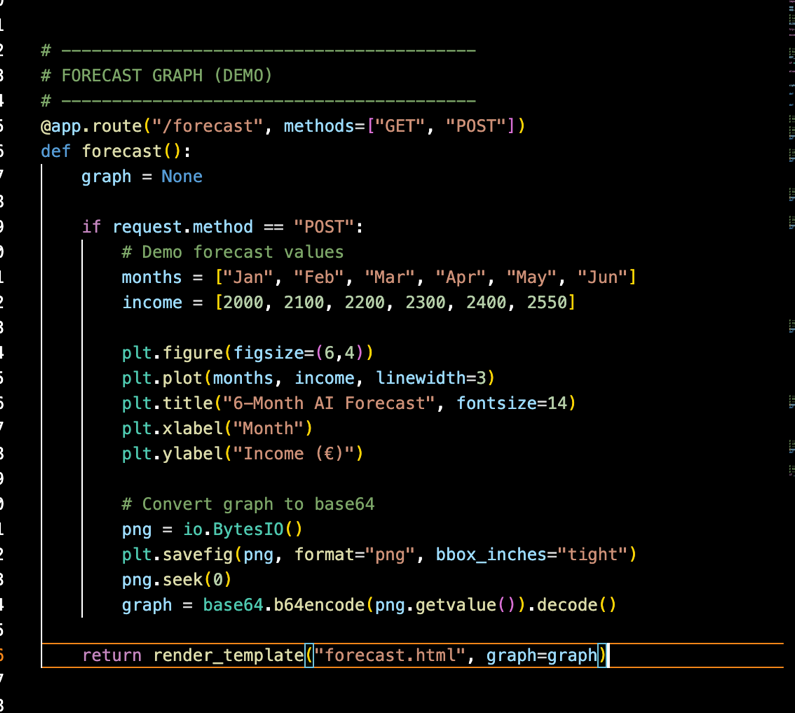 # -----------------------------------------
# FORECAST GRAPH (DEMO)
# -----------------------------------------
@app.route("/forecast", methods=["GET", "POST"])
def forecast():
    graph = None

    if request.method == "POST":
        # Demo forecast values
        months = ["Jan", "Feb", "Mar", "Apr", "May", "Jun"]
        income = [2000, 2100, 2200, 2300, 2400, 2550]

        plt.figure(figsize=(6,4))
        plt.plot(months, income, linewidth=3)
        plt.title("6-Month AI Forecast", fontsize=14)
        plt.xlabel("Month")
        plt.ylabel("Income (€)")

        # Convert graph to base64
        png = io.BytesIO()
        plt.savefig(png, format="png", bbox_inches="tight")
        png.seek(0)
        graph = base64.b64encode(png.getvalue()).decode()

    return render_template("forecast.html", graph=graph)